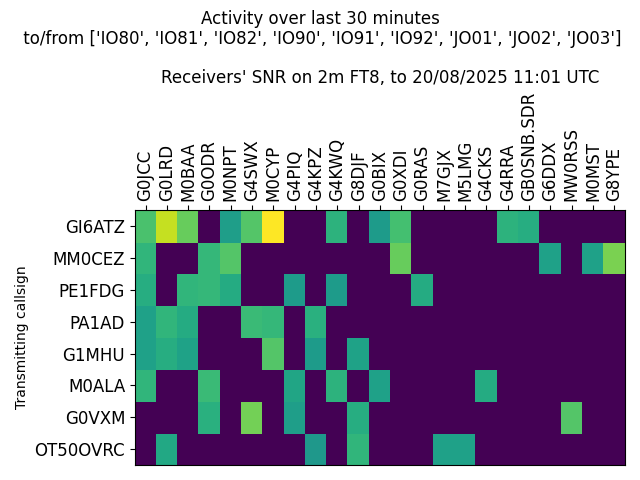 Activity over last 30 minutes
to/from ['IO80', 'IO81', 'IO82', 'IO90', 'IO91', 'IO92', 'JO01', 'JO02', 'JO03']
Receivers' SNR on 2m FT8, to 20/08/2025 11:01 UTC
G0JCC
G0LRD
M0BAA
G0ODR
M0NPT
G4SWX
M0CYP
G4PIQ
G4KPZ
G4KWQ
G8DJF
G0BIX
G0XDI
G0RAS
M7GJX
M5LMG
G4CKS
G4RRA
GB0SNB.SDR
G6DDX
MW0RSS
M0MST
G8YPE
Transmitting callsign
GI6ATZ
MM0CEZ
PE1FDG
PA1AD
G1MHU
M0ALA
G0VXM
OT50OVRC